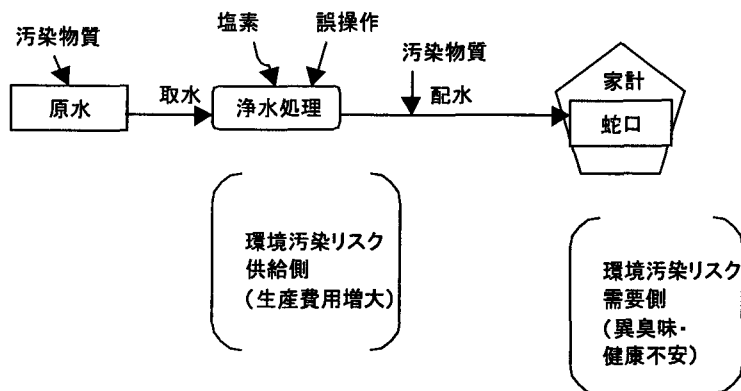 塩素
誤操作
汚染物質
汚染物質
原水
取水
浄水処理
配水
家計
蛇口
環境汚染リスク
供給側
(生産費用増大)
環境汚染リスク
需要側
(異臭味・
健康不安)